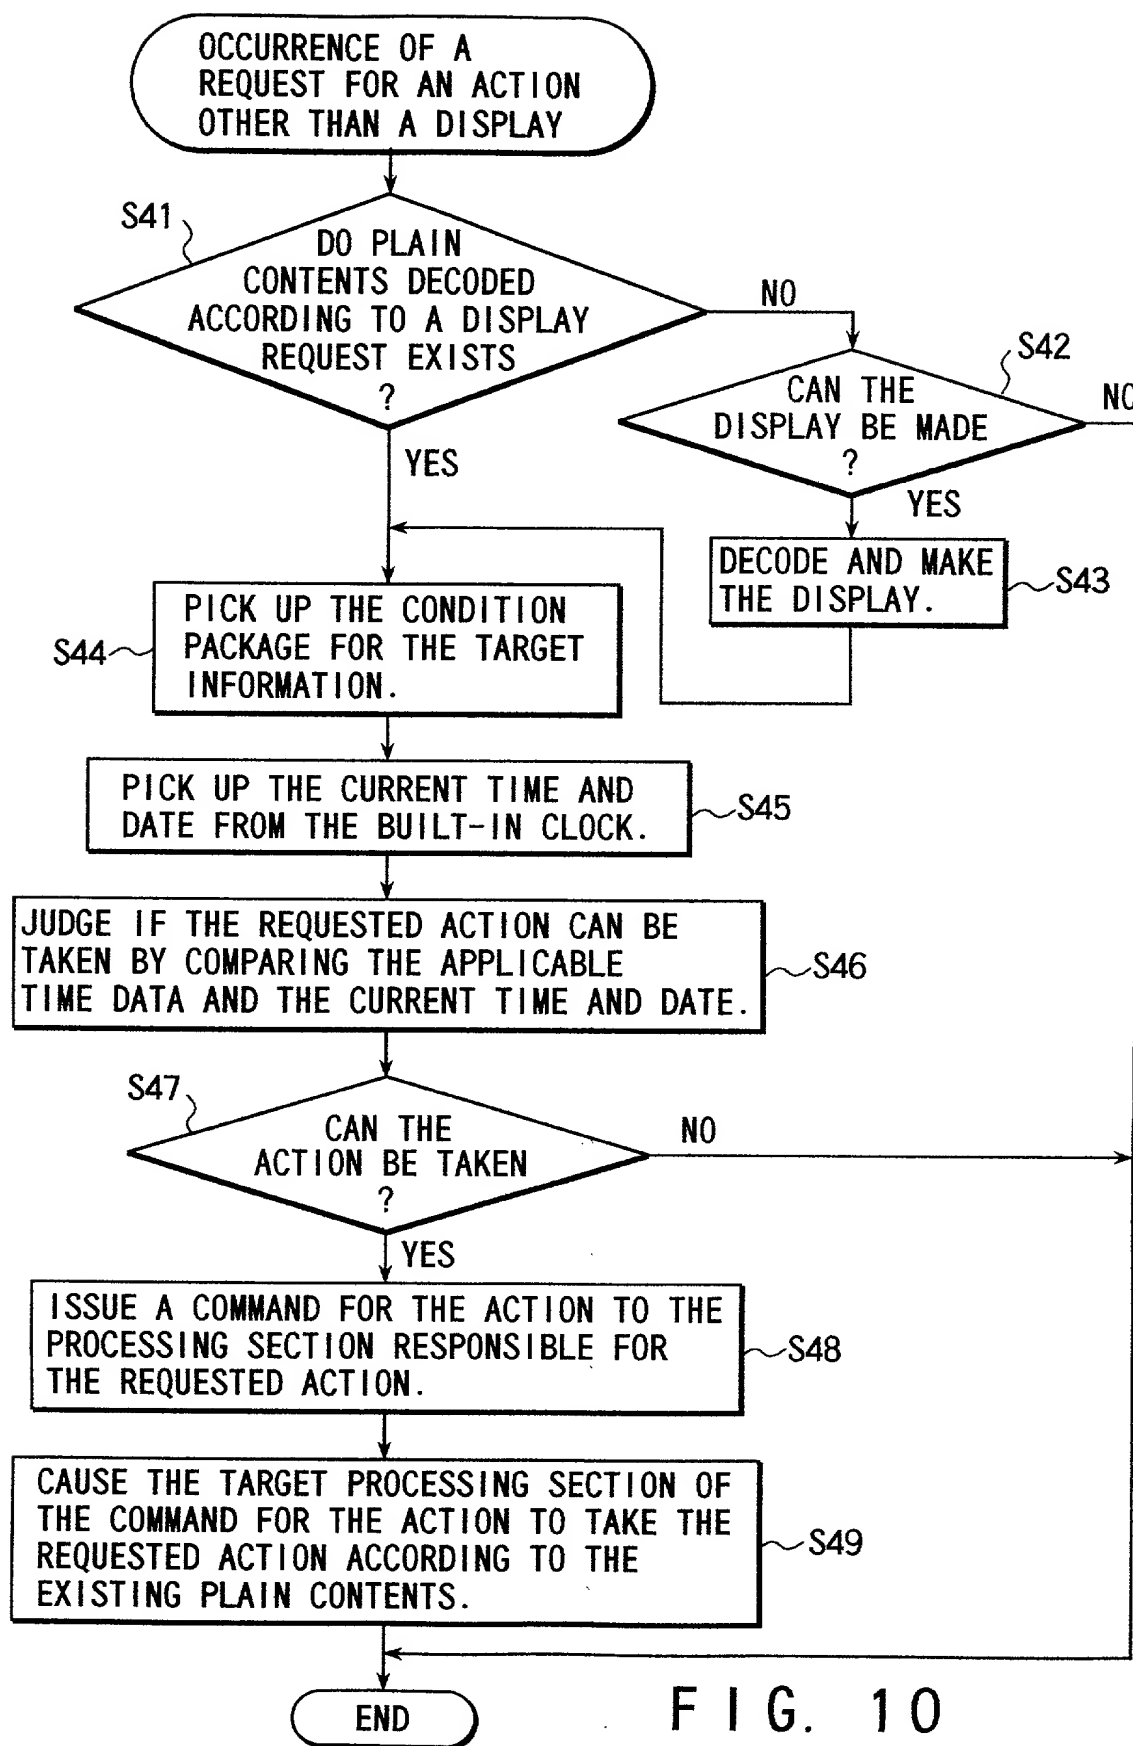 OCCURRENCE OF A
REQUEST FOR AN ACTION
OTHER THAN A DISPLAY
S41
DO PLAIN
CONTENTS DECODED
ACCORDING TO A DISPLAY
REQUEST EXISTS
?
NO
YES
S42
CAN THE
DISPLAY BE MADE
?
NO
YES
DECODE AND MAKE
THE DISPLAY.
S43
S44
PICK UP THE CONDITION
PACKAGE FOR THE TARGET
INFORMATION.
PICK UP THE CURRENT TIME AND
DATE FROM THE BUILT-IN CLOCK.
S45
JUDGE IF THE REQUESTED ACTION CAN BE
TAKEN BY COMPARING THE APPLICABLE
TIME DATA AND THE CURRENT TIME AND DATE.
S46
S47
CAN THE
ACTION BE TAKEN
?
NO
YES
ISSUE A COMMAND FOR THE ACTION TO THE
PROCESSING SECTION RESPONSIBLE FOR
THE REQUESTED ACTION.
S48
CAUSE THE TARGET PROCESSING SECTION OF
THE COMMAND FOR THE ACTION TO TAKE THE
REQUESTED ACTION ACCORDING TO THE
EXISTING PLAIN CONTENTS.
S49
END
FIG. 10